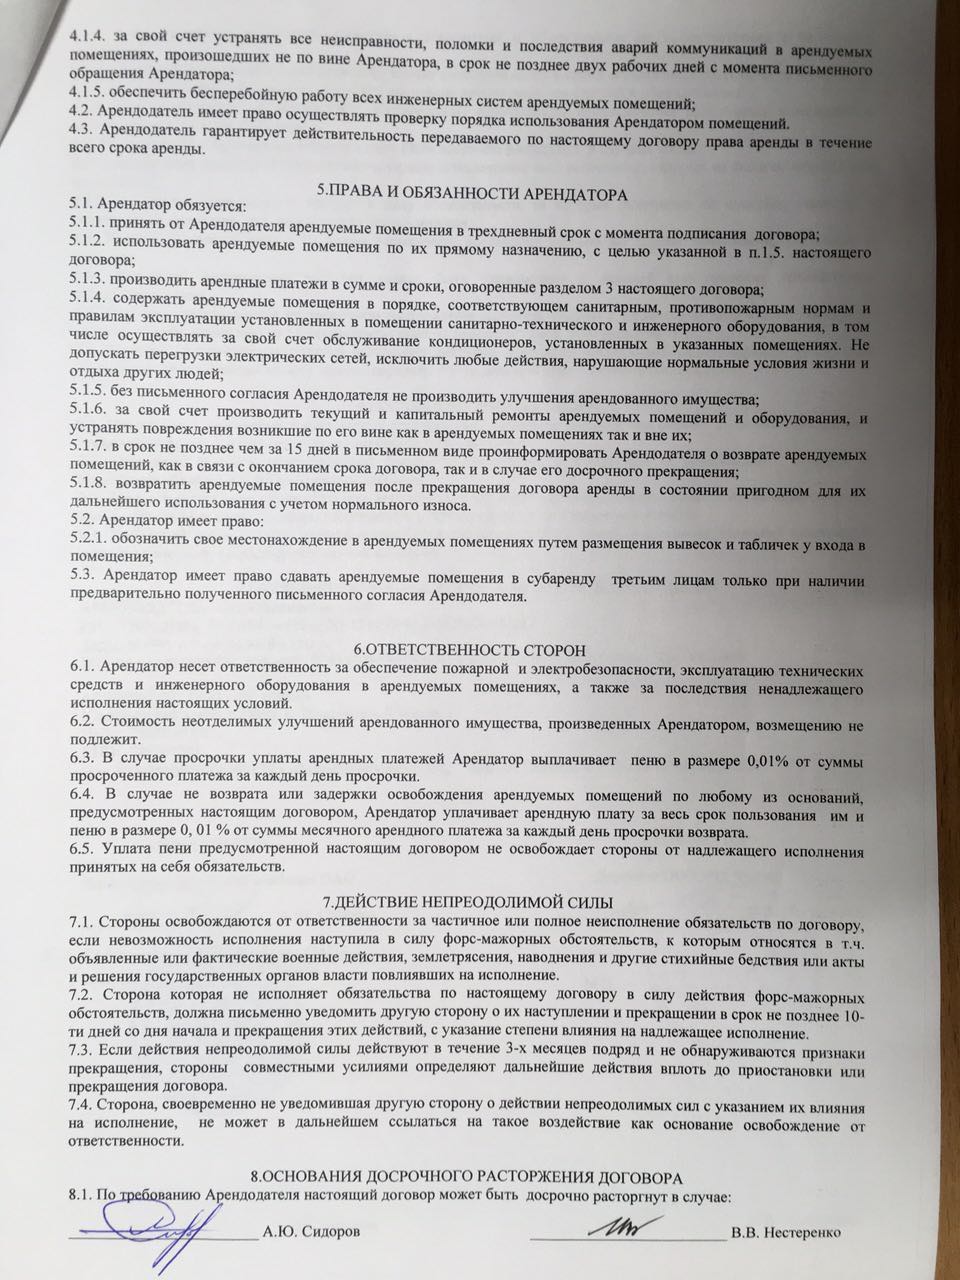 4.1.4. за свой счет устранять все неисправности, поломки и последствия аварий коммуникаций в арендуемых
помещениях, произошедших не по вине Арендатора, в срок не позднее двух рабочих дней с момента письменного
обращения Арендатора;
4.1.5. обеспечить бесперебойную работу всех инженерных систем арендуемых помещений;
4.2. Арендодатель имеет право осуществлять проверку порядка использования Арендатором помещений.
4.3. Арендодатель гарантирует действительность передаваемого по настоящему договору права аренды в течение
всего срока аренды.
5.ПРАВА И ОБЯЗАННОСТИ АРЕНДАТОРА
5.1. Арендатор обязуется:
5.1.1. принять от Арендодателя арендуемые помещения в трехдневный срок с момента подписания договора;
5.1.2. использовать арендуемые помещения по их прямому назначению, с целью указанной в п.1.5. настоящего
договора;
5.1.3. производить арендные платежи в сумме и сроки, оговоренные разделом 3 настоящего договора;
5.1.4. содержать арендуемые помещения в порядке, соответствующем санитарным, противопожарным нормам и
правилам эксплуатации установленных в помещении санитарно-технического и инженерного оборудования, в том
числе осуществлять за свой счет обслуживание кондиционеров, установленных в указанных помещениях. Не
допускать перегрузки электрических сетей, исключить любые действия, нарушающие нормальные условия жизни и
отдыха других людей;
5.1.5. без письменного согласия Арендодателя не производить улучшения арендованного имущества;
5.1.6. за свой счет производить текущий и капитальный ремонты арендуемых помещений и оборудования, и
устранять повреждения возникшие по его вине как в арендуемых помещениях так и вне их;
5.1.7. в срок не позднее чем за 15 дней в письменном виде проинформировать Арендодателя о возврате арендуемых
помещений, как в связи с окончанием срока договора, так и в случае его досрочного прекращения;
5.1.8. возвратить арендуемые помещения после прекращения договора аренды в состоянии пригодном для их
дальнейшего использования с учетом нормального износа.
5.2. Арендатор имеет право:
5.2.1. обозначить свое местонахождение в арендуемых помещениях путем размещения вывесок и табличек у входа в
помещения;
5.3. Арендатор имеет право сдавать арендуемые помещения в субаренду третьим лицам только при наличии
предварительно полученного письменного согласия Арендодателя.
6.ОТВЕТСТВЕННОСТЬ СТОРОН
6.1. Арендатор несет ответственность за обеспечение пожарной и электробезопасности, эксплуатацию технических
средств и инженерного оборудования в арендуемых помещениях, а также за последствия ненадлежащего
исполнения настоящих условий.
6.2. Стоимость неотделимых улучшений арендованного имущества, произведенных Арендатором, возмещению не
подлежит.
6.3. В случае просрочки уплаты арендных платежей Арендатор выплачивает пеню в размере 0,01% от суммы
просроченного платежа за каждый день просрочки.
6.4. В случае не возврата или задержки освобождения арендуемых помещений по любому из оснований,
предусмотренных настоящим договором, Арендатор уплачивает арендную плату за весь срок пользования им и
пеню в размере 0, 01 % от суммы месячного арендного платежа за каждый день просрочки возврата.
6.5. Уплата пени предусмотренной настоящим договором не освобождает стороны от надлежащего исполнения
принятых на себя обязательств.
7.ДЕЙСТВИЕ НЕПРЕОДОЛИМОЙ СИЛЫ
7.1. Стороны освобождаются от ответственности за частичное или полное неисполнение обязательств по договору,
если невозможность исполнения наступила в силу форс-мажорных обстоятельств, к которым относятся в т.ч.
объявленные или фактические военные действия, землетрясения, наводнения и другие стихийные бедствия или акты
и решения государственных органов власти повлиявших на исполнение.
7.2. Сторона которая не исполняет обязательства по настоящему договору в силу действия форс-мажорных
обстоятельств, должна письменно уведомить другую сторону о их наступлении и прекращении в срок не позднее 10-
ти дней со дня начала и прекращения этих действий, с указание степени влияния на надлежащее исполнение.
7.3. Если действия непреодолимой силы действуют в течение 3-х месяцев подряд и не обнаруживаются признаки
прекращения, стороны совместными усилиями определяют дальнейшие действия вплоть до приостановки или
прекращения договора.
7.4. Сторона, своевременно не уведомившая другую сторону о действии непреодолимых сил с указанием их влияния
на исполнение, не может в дальнейшем ссылаться на такое воздействие как основание освобождение от
ответственности.
8.ОСНОВАНИЯ ДОСРОЧНОГО РАСТОРЖЕНИЯ ДОГОВОРА
8.1. По требованию Арендодателя настоящий договор может быть досрочно расторгнут в случае:
А.Ю. Сидоров В.В. Нестеренко